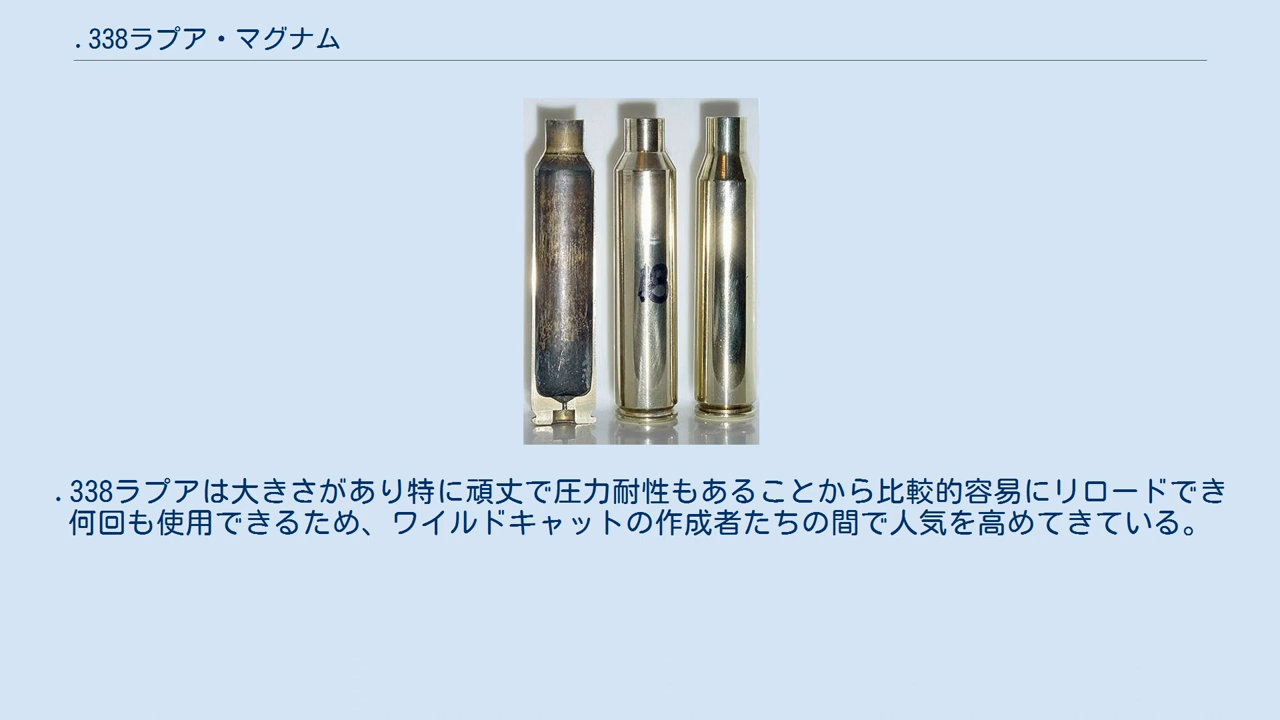 .338ラプア・マグナム
18
.338ラプアは大きさがあり特に頑丈で圧力耐性もあることから比較的容易にリロードでき
何回も使用できるため、ワイルドキャットの作成者たちの間で人気を高めてきている。